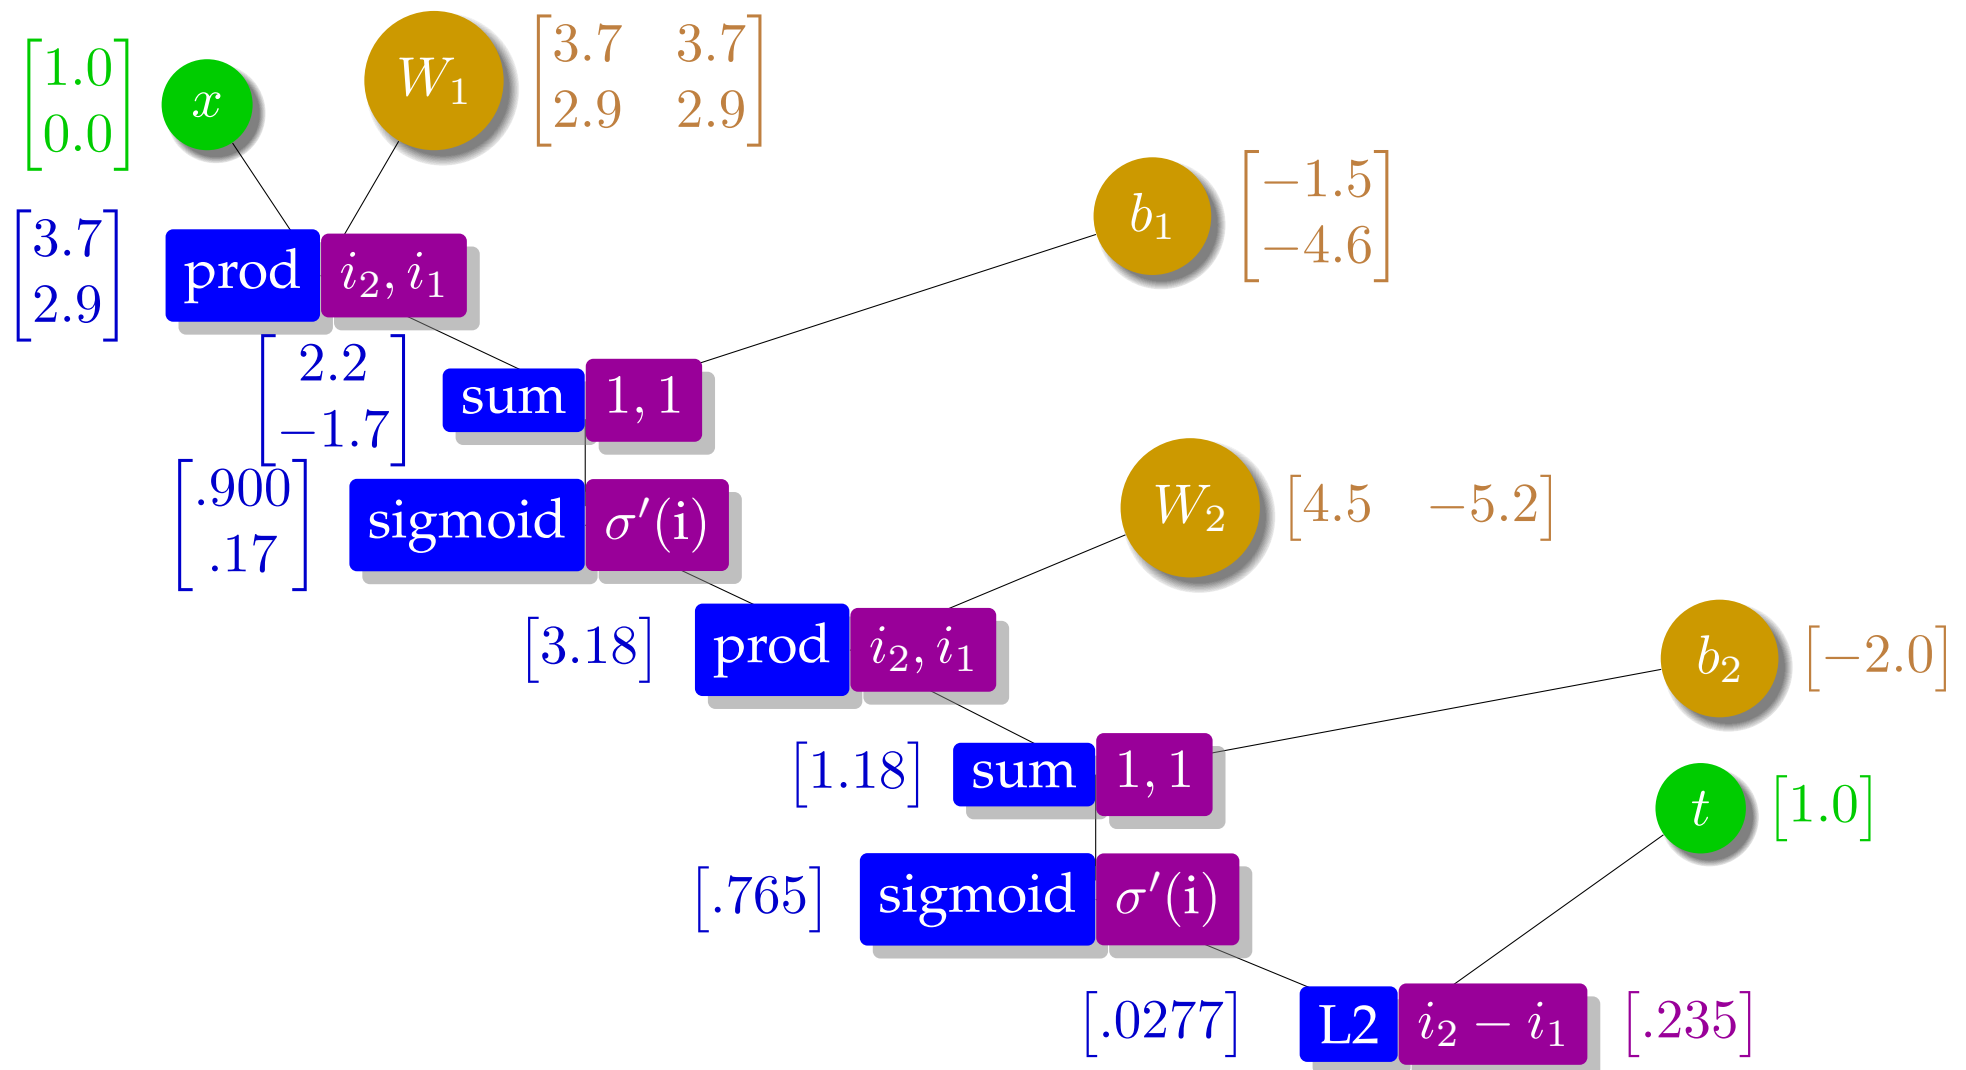 [1.0
0.0]
x
W₁
[3.7 3.7
2.9 2.9]
b₁
[−1.5
−4.6]
[3.7
2.9]
prod
i₂, i₁
[2.2
−1.7]
sum
1, 1
[.900
.17]
sigmoid
σ′(i)
W₂
[4.5 −5.2]
[3.18]
prod
i₂, i₁
b₂
[−2.0]
[1.18]
sum
1, 1
t
[1.0]
[.765]
sigmoid
σ′(i)
[.0277]
L2
i₂ − i₁
[.235]